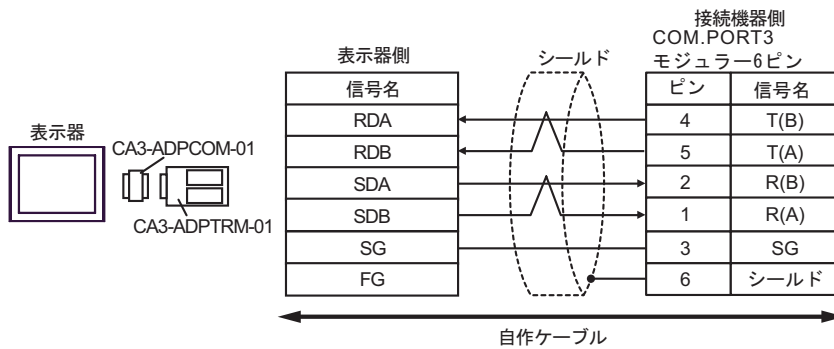 接続機器側
COM.PORT3
モジュラー6ピン
表示器側
シールド
信号名
ピン
信号名
RDA
4
T(B)
RDB
5
T(A)
SDA
2
R(B)
SDB
1
R(A)
SG
3
SG
FG
6
シールド
表示器
CA3-ADPCOM-01
CA3-ADPTRM-01
自作ケーブル